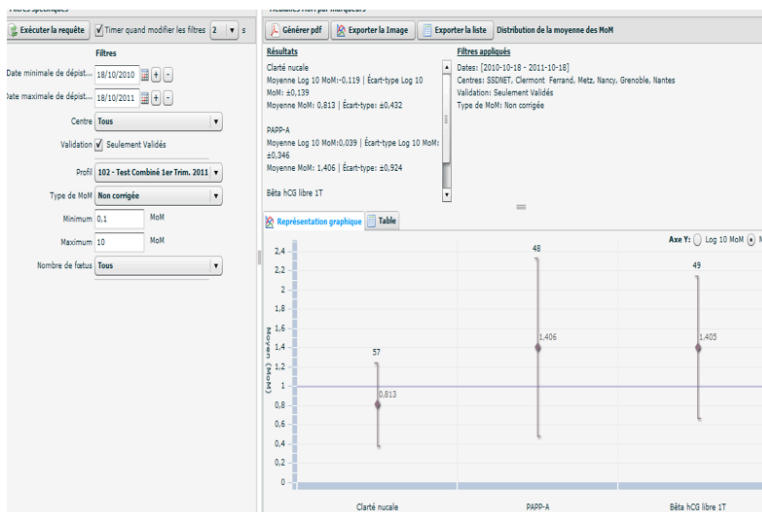 Exécuter la requête
Timer quand modifier les filtres 2 s
Filtres
Date minimale de dépist... 18/10/2010 + -
Date maximale de dépist... 18/10/2011 + -
Centre Tous
Validation Seulement Validés
Profil 102 - Test Combiné 1er Trim. 2011
Type de MoM Non corrigée
Minimum 0,1 MoM
Maximum 10 MoM
Nombre de fœtus Tous
Générer pdf Exporter la Image Exporter la liste Distribution de la moyenne des MoM
Résultats
Clarté nucale
Moyenne Log 10 MoM:-0,119 | Écart-type Log 10
MoM: ±0,139
Moyenne MoM: 0,813 | Écart-type: ±0,432
PAPP-A
Moyenne Log 10 MoM:0,039 | Écart-type Log 10 MoM:
±0,346
Moyenne MoM: 1,406 | Écart-type: ±0,924
Bêta hCG libre 1T
Filtres appliqués
Dates: [2010-10-18 - 2011-10-18]
Centres: SSDNET, Clermont Ferrand, Metz, Nancy, Grenoble, Nantes
Validation: Seulement Validés
Type de MoM: Non corrigée
Représentation graphique Table
Axe Y: Log 10 MoM
Moyen (MoM)
2,4
2,2
2
1,8
1,6
1,4
1,2
1
0,8
0,6
0,4
0,2
0
57
0,813
48
1,406
49
1,405
Clarté nucale PAPP-A Bêta hCG libre 1T